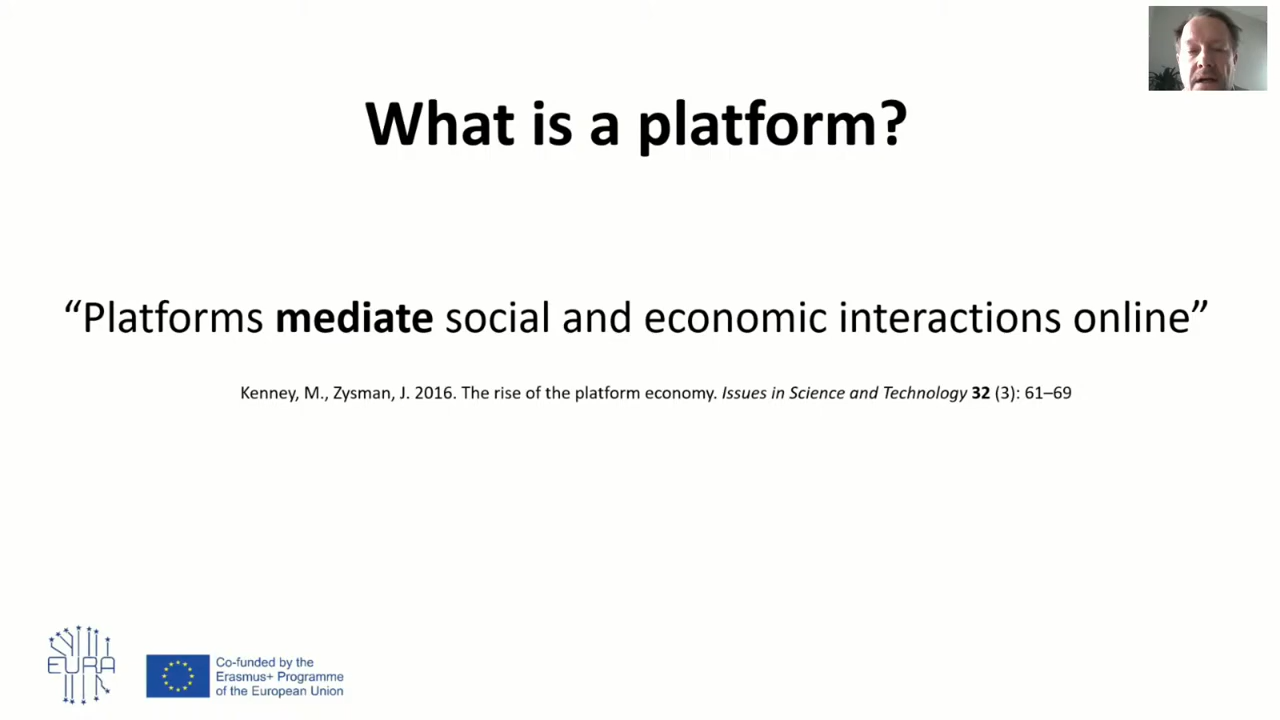 What is a platform?
“Platforms mediate social and economic interactions online”
Kenney, M., Zysman, J. 2016. The rise of the platform economy. Issues in Science and Technology 32 (3): 61–69
EURA
Co-funded by the
Erasmus+ Programme
of the European Union